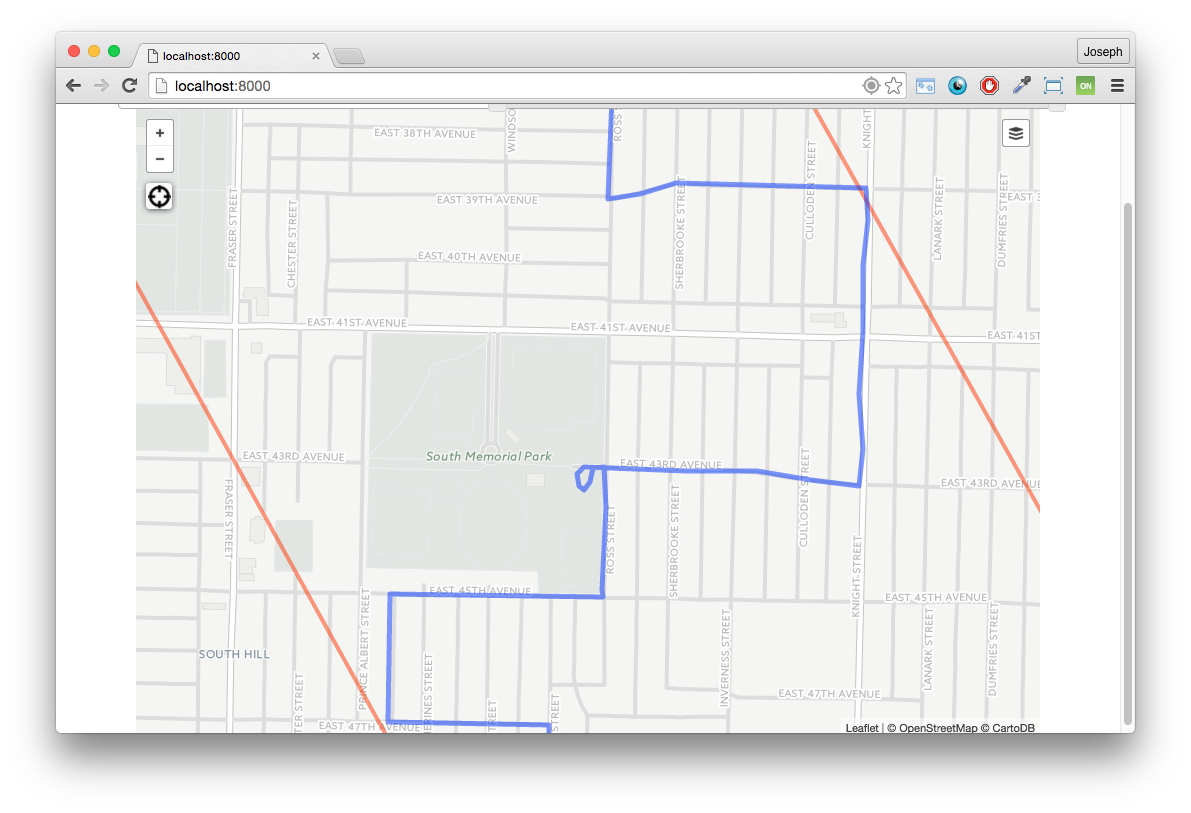 localhost:8000
Joseph
localhost:8000
ON
+
−
EAST 38TH AVENUE
WINDSO
ROSS
KNIGHT
CULLODEN STREET
LANARK STREET
DUMFRIES STREET
EAST 3
SHERBROOKE STREET
FRASER STREET
CHESTER STREET
EAST 39TH AVENUE
EAST 40TH AVENUE
EAST 41ST AVENUE
EAST 41ST AVENUE
EAST 41ST
South Memorial Park
EAST 43RD AVENUE
EAST 43RD AVENUE
EAST 43RD AVENUE
FRASER STREET
ROSS STREET
SHERBROOKE STREET
CULLODEN STREET
KNIGHT STREET
EAST 45TH AVENUE
EAST 45TH AVENUE
PRINCE ALBERT STREET
SOUTH HILL
INVERNESS STREET
LANARK STREET
DUMFRIES STREET
ERINES STREET
TER STREET
TREET
STREET
EAST 47TH AVENUE
EAST 47TH AVENUE
Leaflet | © OpenStreetMap © CartoDB